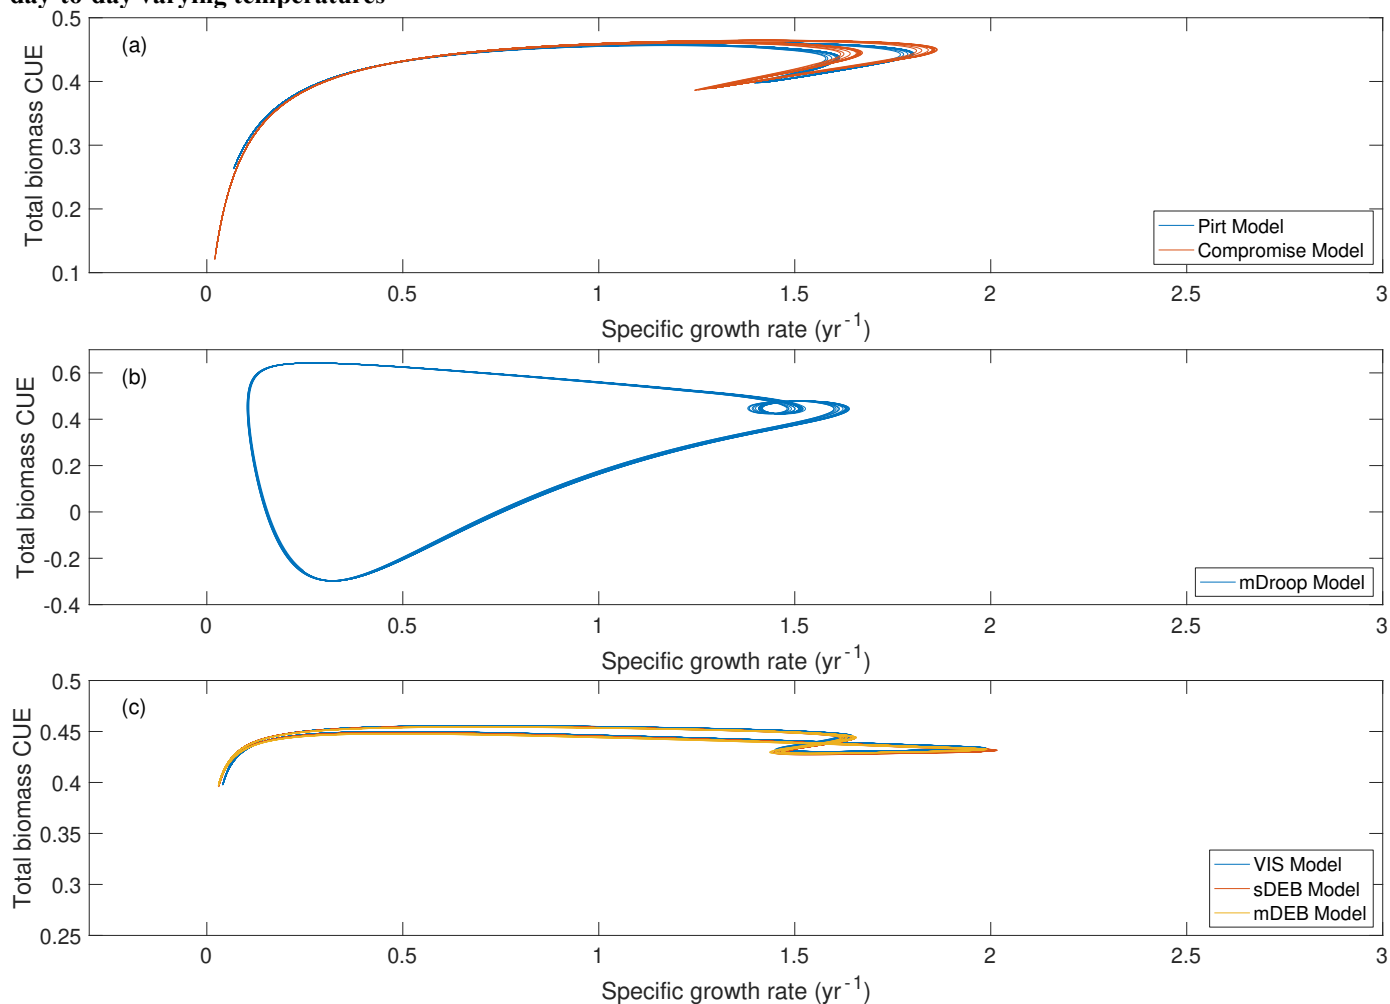 day-to-day varying temperatures
(a)
Total biomass CUE
0.5
0.4
0.3
0.2
0.1
0
0.5
1
1.5
2
2.5
3
Specific growth rate (yr⁻¹)
Pirt Model
Compromise Model
(b)
Total biomass CUE
0.6
0.4
0.2
0
-0.2
-0.4
0
0.5
1
1.5
2
2.5
3
Specific growth rate (yr⁻¹)
mDroop Model
(c)
Total biomass CUE
0.5
0.45
0.4
0.35
0.3
0.25
0
0.5
1
1.5
2
2.5
3
Specific growth rate (yr⁻¹)
VIS Model
sDEB Model
mDEB Model